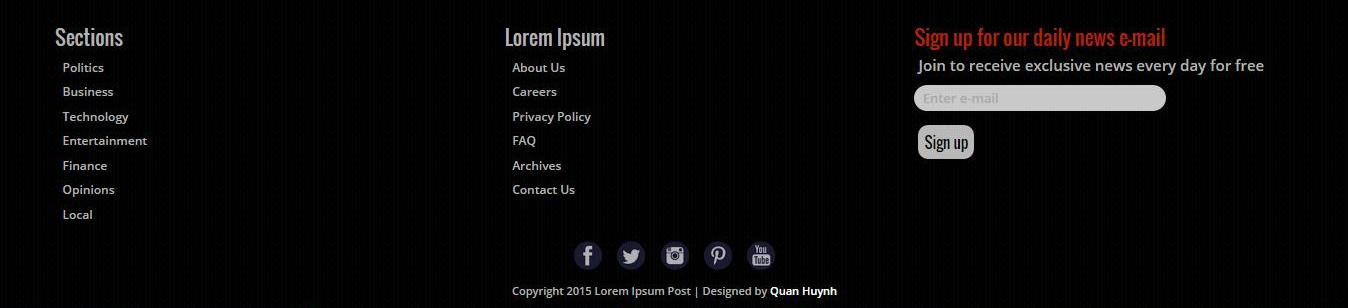 Sections
Politics
Business
Technology
Entertainment
Finance
Opinions
Local
Lorem Ipsum
About Us
Careers
Privacy Policy
FAQ
Archives
Contact Us
Sign up for our daily news e-mail
Join to receive exclusive news every day for free
Enter e-mail
Sign up
You
Tube
Copyright 2015 Lorem Ipsum Post | Designed by Quan Huynh